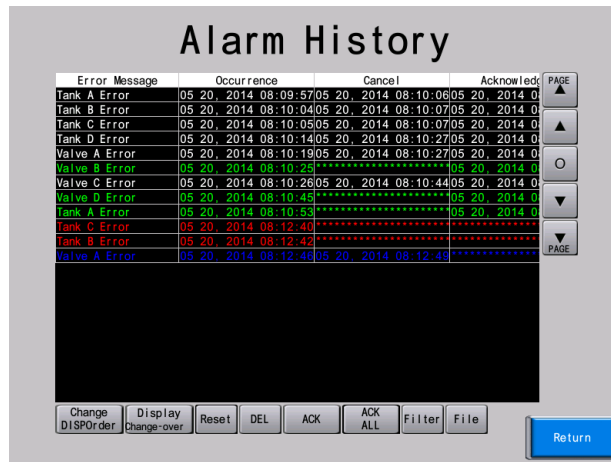 Alarm History
Error Message Occurrence Cancel Acknowledg
Tank A Error 05 20, 2014 08:09:57 05 20, 2014 08:10:06 05 20, 2014 0
Tank B Error 05 20, 2014 08:10:04 05 20, 2014 08:10:07 05 20, 2014 0
Tank C Error 05 20, 2014 08:10:05 05 20, 2014 08:10:07 05 20, 2014 0
Tank D Error 05 20, 2014 08:10:14 05 20, 2014 08:10:27 05 20, 2014 0
Valve A Error 05 20, 2014 08:10:19 05 20, 2014 08:10:27 05 20, 2014 0
Valve B Error 05 20, 2014 08:10:25 ********************* 05 20, 2014 0
Valve C Error 05 20, 2014 08:10:26 05 20, 2014 08:10:44 05 20, 2014 0
Valve D Error 05 20, 2014 08:10:45 ********************* 05 20, 2014 0
Tank A Error 05 20, 2014 08:10:53 ********************* 05 20, 2014 0
Tank C Error 05 20, 2014 08:12:40 ********************* **************
Tank B Error 05 20, 2014 08:12:42 ********************* **************
Valve A Error 05 20, 2014 08:12:46 05 20, 2014 08:12:49 **************
PAGE
▲
▲
O
▼
▼
PAGE
Change DISPOrder
Display Change-over
Reset
DEL
ACK
ACK ALL
Filter
File
Return